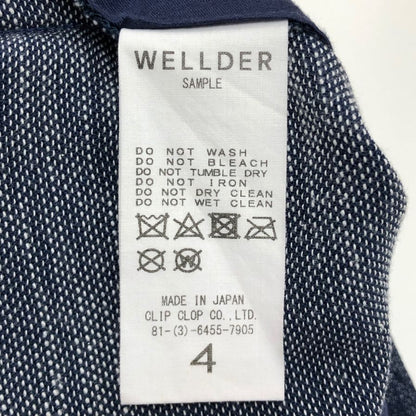 WELLDER
SAMPLE
DO NOT WASH
DO NOT BLEACH
DO NOT TUMBLE DRY
DO NOT IRON
DO NOT DRY CLEAN
DO NOT WET CLEAN
W
MADE IN JAPAN
CLIP CLOP CO., LTD.
81-(3)-6455-7905
4